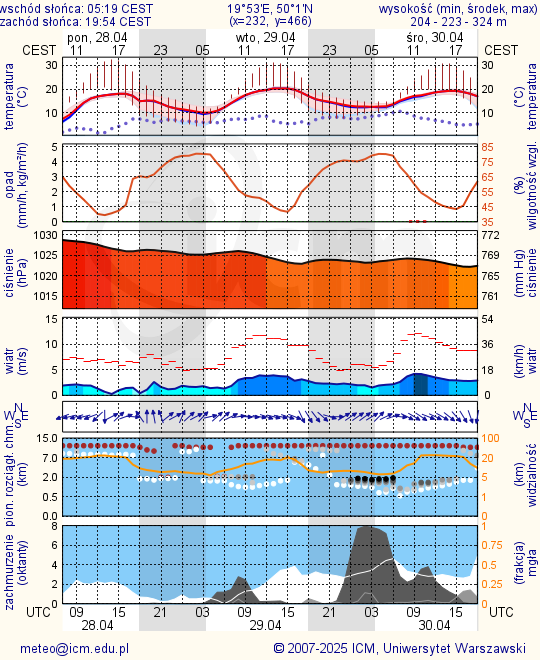 wschód słońca: 05:19 CEST 19°53'E, 50°1'N wysokość (min, środek, max)
zachód słońca: 19:54 CEST (x=232, y=466) 204 - 223 - 324 m
pon, 28.04 wto, 29.04 śro, 30.04
CEST 11 17 23 05 11 17 23 05 11 17 CEST
temperatura (°C) 30 20 10 30 20 10 (°C) temperatura
opad (mm/h, kg/m²/h) 5 4 3 2 1 0 85 75 65 55 45 35 (%) wilgotność wzgl.
ciśnienie (hPa) 1030 1025 1020 1015 772 769 765 761 (mm Hg) ciśnienie
wiatr (m/s) 15 10 5 0 54 36 18 0 (km/h) wiatr
N W E S N W E S
pion. rozciągł. chm. (km) 15.0 7.0 2.0 0.5 0.0 100 20 5 1 0 (km) widzialność
zachmurzenie (oktanty) 8 6 4 2 0 1 0.75 0.5 0.25 0 (frakcja) mgła
UTC 09 15 21 03 09 15 21 03 09 15 UTC
28.04 29.04 30.04
meteo@icm.edu.pl © 2007-2025 ICM, Uniwersytet Warszawski